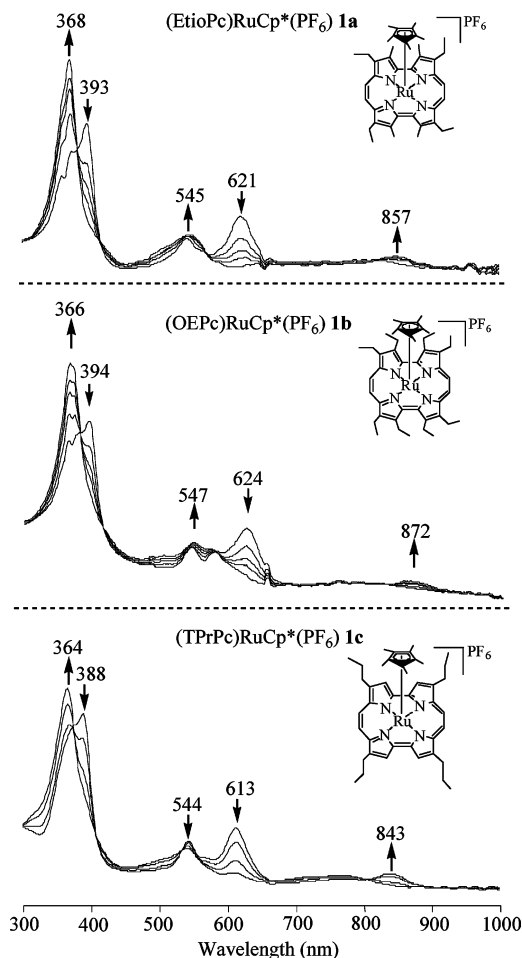 (EtioPc)RuCp*(PF6) 1a
368
393
545
621
857
PF6
N
N
Ru
N
N
(OEPc)RuCp*(PF6) 1b
366
394
547
624
872
PF6
N
N
Ru
N
N
(TPrPc)RuCp*(PF6) 1c
364
388
544
613
843
PF6
N
N
Ru
N
N
300 400 500 600 700 800 900 1000
Wavelength (nm)